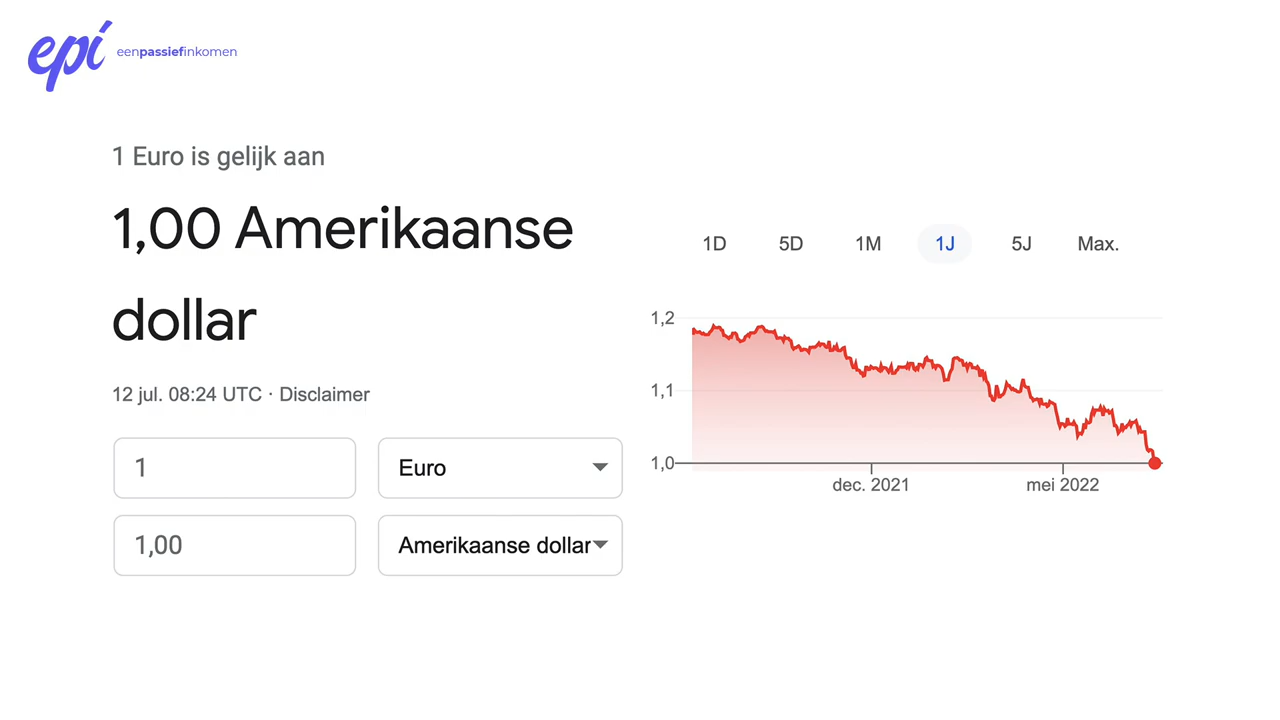 epi
eenpassiefinkomen
1 Euro is gelijk aan
1,00 Amerikaanse
dollar
12 jul. 08:24 UTC · Disclaimer
1
Euro
1,00
Amerikaanse dollar
1D 5D 1M 1J 5J Max.
1,2
1,1
1,0
dec. 2021 mei 2022